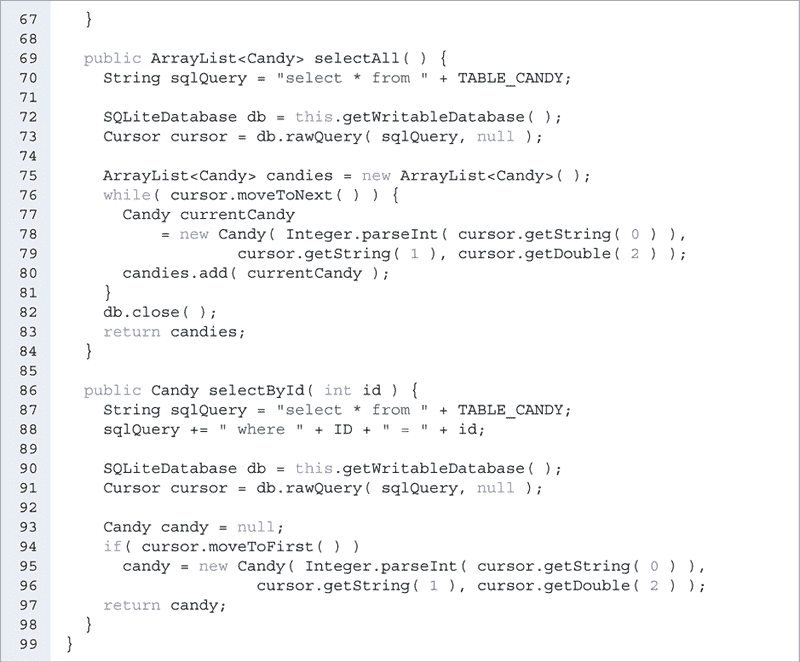 67 }
68
69 public ArrayList<Candy> selectAll( ) {
70 String sqlQuery = "select * from " + TABLE_CANDY;
71
72 SQLiteDatabase db = this.getWritableDatabase( );
73 Cursor cursor = db.rawQuery( sqlQuery, null );
74
75 ArrayList<Candy> candies = new ArrayList<Candy>( );
76 while( cursor.moveToNext( ) ) {
77 Candy currentCandy
78 = new Candy( Integer.parseInt( cursor.getString( 0 ) ),
79 cursor.getString( 1 ), cursor.getDouble( 2 ) );
80 candies.add( currentCandy );
81 }
82 db.close( );
83 return candies;
84 }
85
86 public Candy selectById( int id ) {
87 String sqlQuery = "select * from " + TABLE_CANDY;
88 sqlQuery += " where " + ID + " = " + id;
89
90 SQLiteDatabase db = this.getWritableDatabase( );
91 Cursor cursor = db.rawQuery( sqlQuery, null );
92
93 Candy candy = null;
94 if( cursor.moveToFirst( ) )
95 candy = new Candy( Integer.parseInt( cursor.getString( 0 ) ),
96 cursor.getString( 1 ), cursor.getDouble( 2 ) );
97 return candy;
98 }
99 }